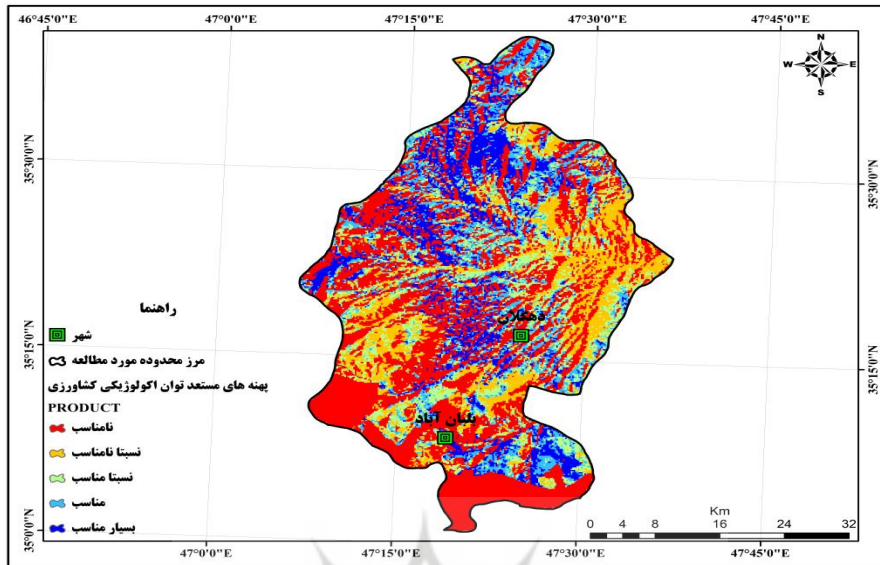 46°45'0"E 47°0'0"E 47°15'0"E 47°30'0"E 47°45'0"E
N
W E
S
35°30'0"N 35°30'0"N
دهگلان
راهنما
شهر
35°15'0"N 35°15'0"N
مرز محدوده مورد مطالعه
پهنه های مستعد توان اکولوژیکی کشاورزی
PRODUCT
بلبان آباد
نامناسب
نسبتا نامناسب
نسبتا مناسب
مناسب
بسیار مناسب
Km
0 4 8 16 24 32
35°0'0"N 35°0'0"N
47°0'0"E 47°15'0"E 47°30'0"E 47°45'0"E